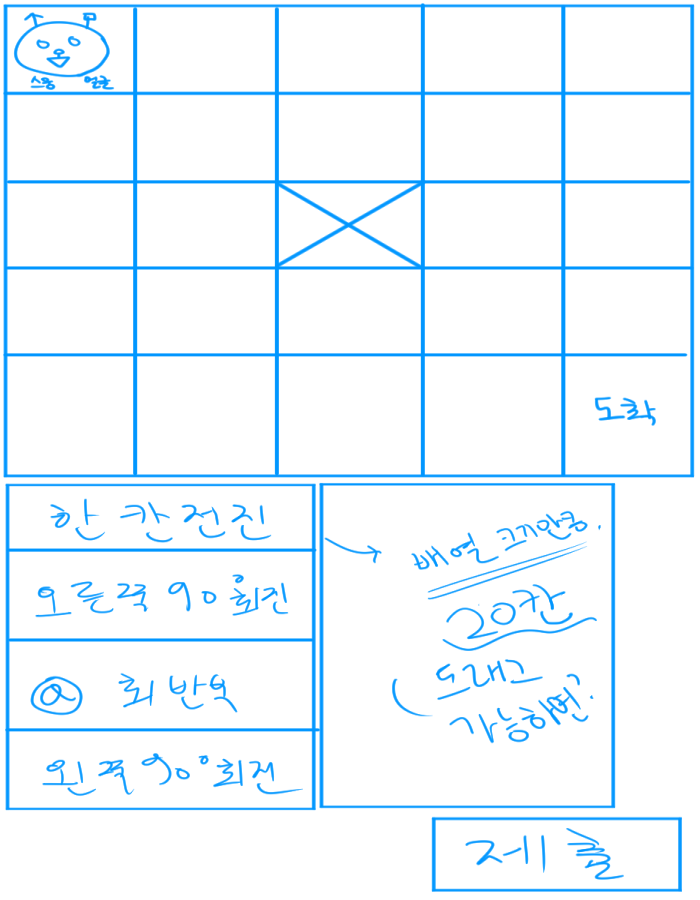 스몽 얼굴
도착
한 칸 전진
오른쪽 90° 회전
ⓐ 회 반복
왼쪽 90° 회전
배열 크기만큼.
20칸
(드래그
가능하면?
제출